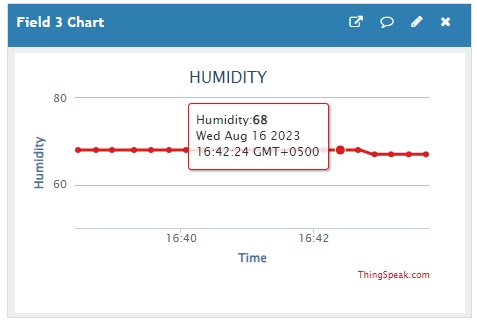 Field 3 Chart
HUMIDITY
80
60
Humidity
Humidity:68
Wed Aug 16 2023
16:42:24 GMT+0500
16:40
16:42
Time
ThingSpeak.com